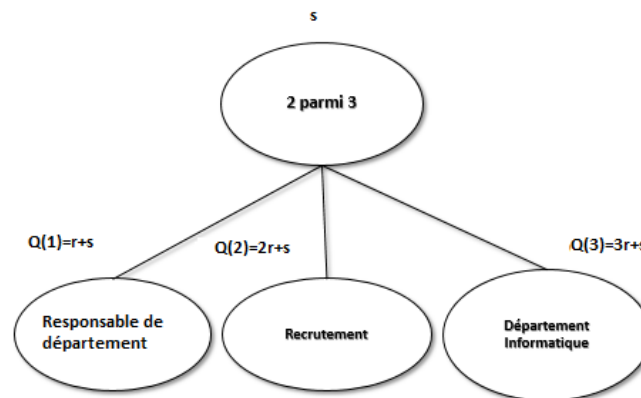 s
2 parmi 3
Q(1)=r+s
Q(2)=2r+s
Q(3)=3r+s
Responsable de
département
Recrutement
Département
Informatique